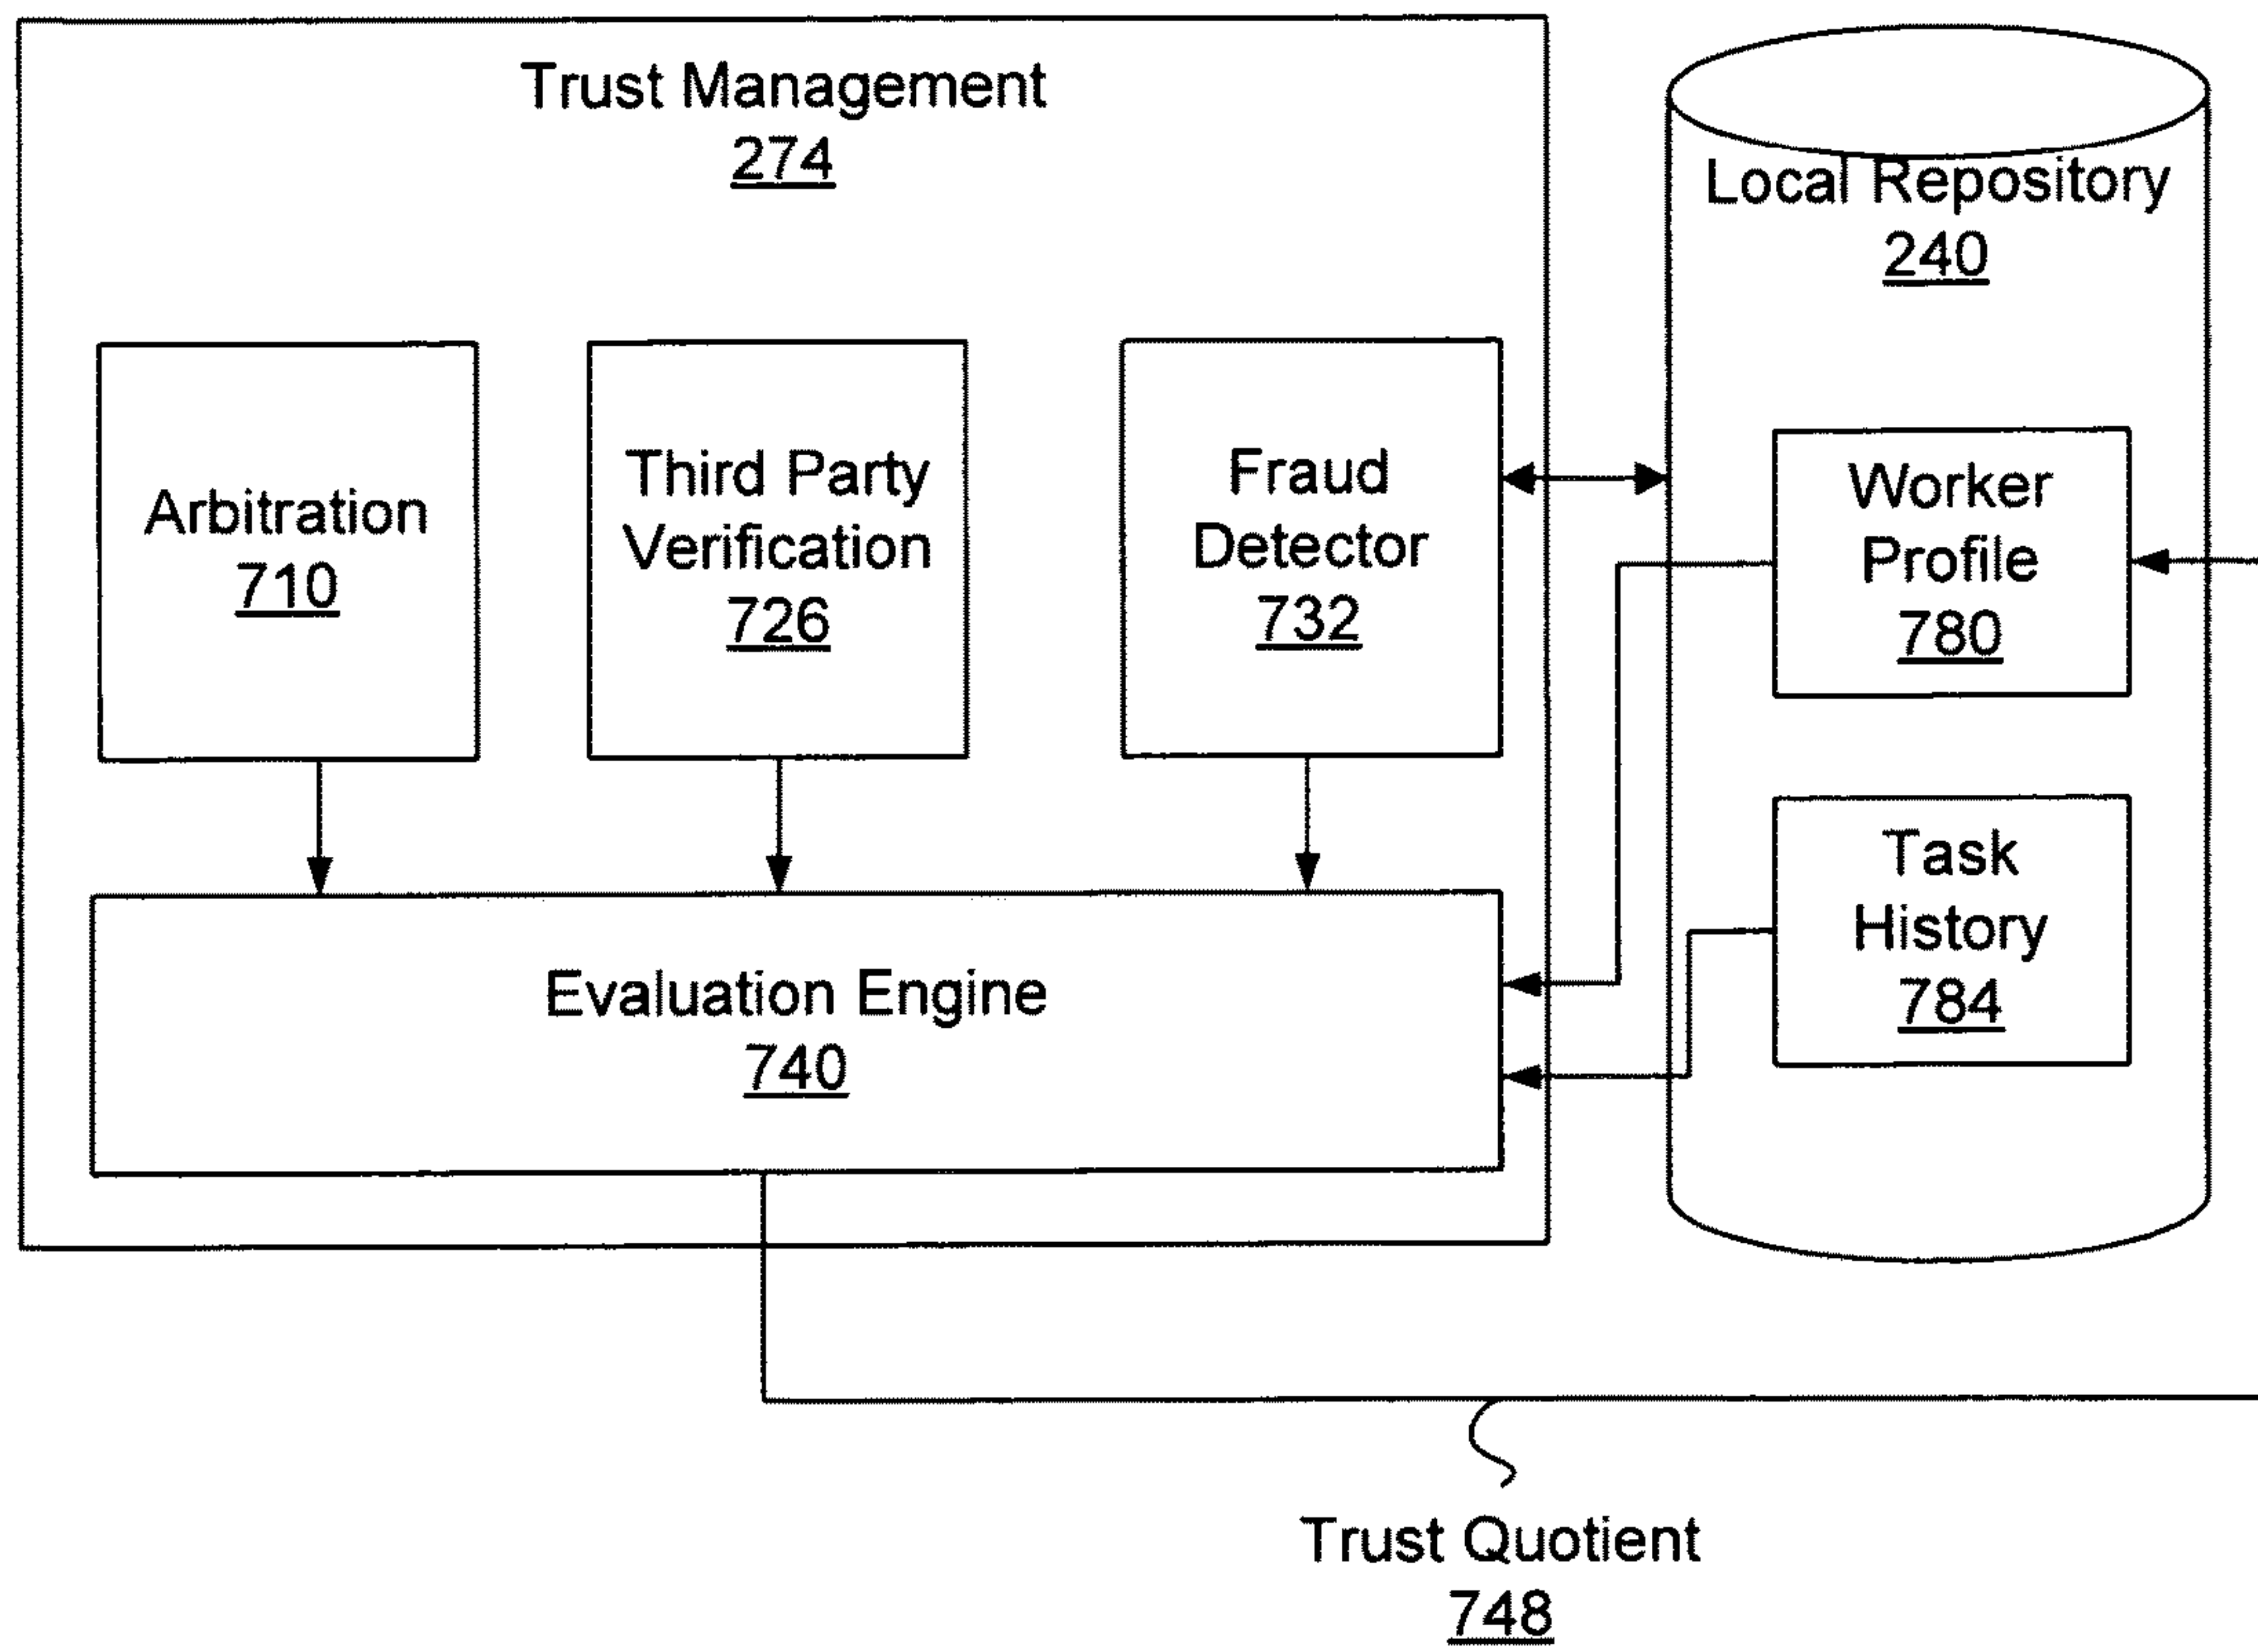 Trust Management
274
Local Repository
240
Arbitration
710
Third Party
Verification
726
Fraud
Detector
732
Worker
Profile
780
Task
History
784
Evaluation Engine
740
Trust Quotient
748